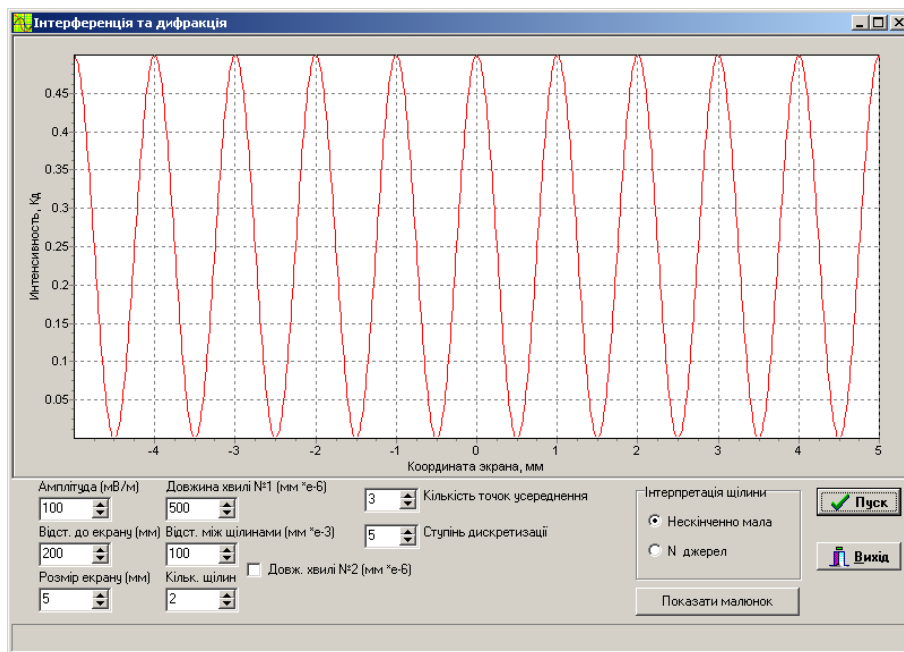 Інтерференція та дифракція
Интенсивность, Кд
0.45
0.4
0.35
0.3
0.25
0.2
0.15
0.1
0.05
-4 -3 -2 -1 0 1 2 3 4 5
Координата экрана, мм
Амплітуда (мВ/м)
100
Відст. до екрану (мм)
200
Розмір екрану (мм)
5
Довжина хвилі №1 (мм *е-6)
500
Відст. між щілинами (мм *е-3)
100
Кільк. щілин
2
Довж. хвилі №2 (мм *е-6)
3 Кількість точок усереднення
5 Ступінь дискретизації
Інтерпретація щілини
Нескінченно мала
N джерел
Показати малюнок
Пуск
Вихід